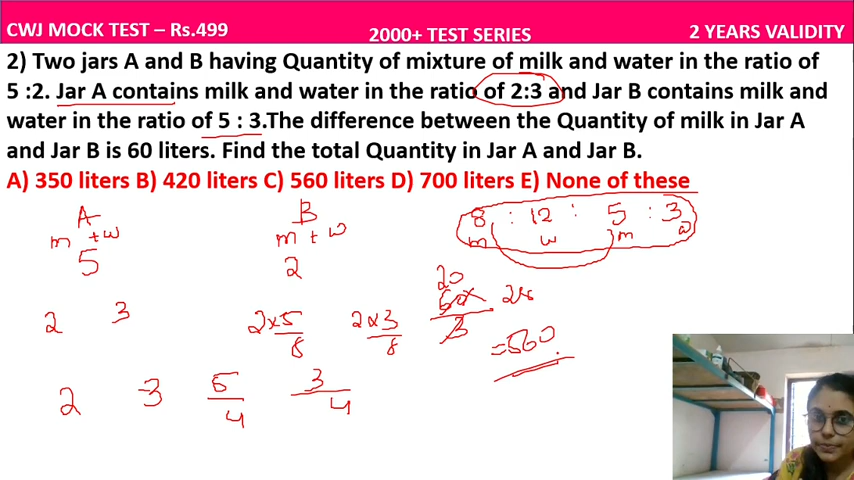 CWJ MOCK TEST – Rs.499 2000+ TEST SERIES 2 YEARS VALIDITY
2) Two jars A and B having Quantity of mixture of milk and water in the ratio of
5 :2. Jar A contains milk and water in the ratio of 2:3 and Jar B contains milk and
water in the ratio of 5 : 3.The difference between the Quantity of milk in Jar A
and Jar B is 60 liters. Find the total Quantity in Jar A and Jar B.
A) 350 liters B) 420 liters C) 560 liters D) 700 liters E) None of these
A B 8 : 12 : 5 : 3
m + w m + w m w m w
5 2
20
2 3 2×5/8 2×3/8 60x/3 28
=560
2 3 5/4 3/4